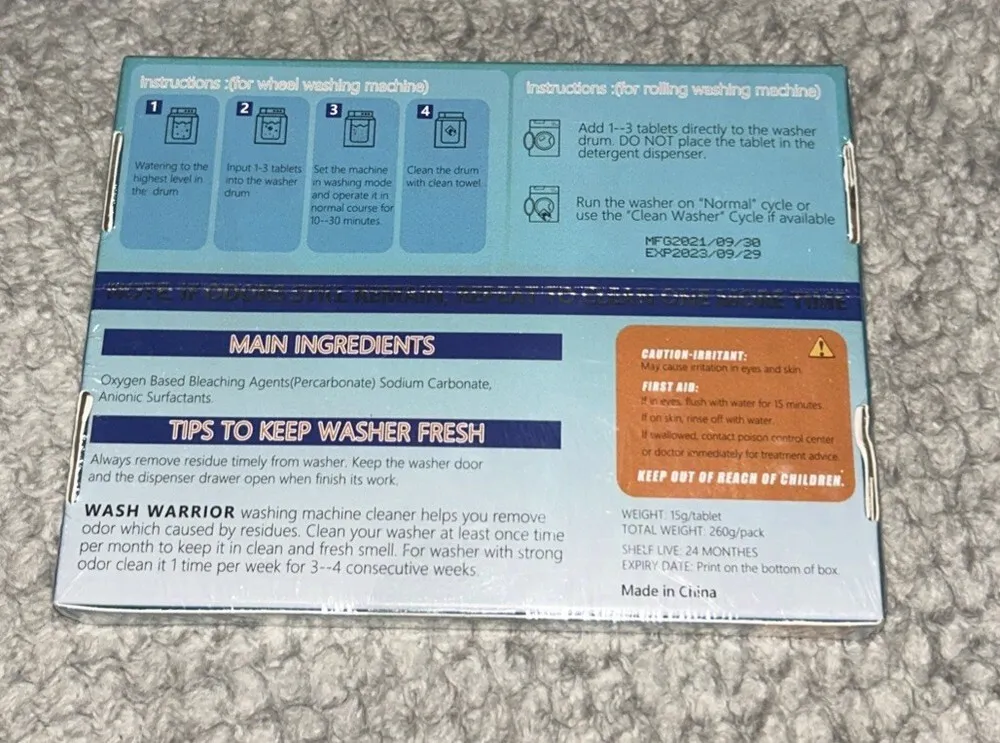 Instructions :(for wheel washing machine)
1
2
3
4
Watering to the
highest level in
the drum
Input 1-3 tablets
into the washer
drum
Set the machine
in washing mode
and operate it in
normal course for
10--30 minutes.
Clean the drum
with clean towel
Instructions :(for rolling washing machine)
Add 1--3 tablets directly to the washer
drum. DO NOT place the tablet in the
detergent dispenser.
Run the washer on "Normal" cycle or
use the "Clean Washer" Cycle if available
MFG2021/09/30
EXP2023/09/29
NOTE IF ODORS STILL REMAIN, REPEAT TO CLEAN ONE MORE TIME
MAIN INGREDIENTS
Oxygen Based Bleaching Agents(Percarbonate) Sodium Carbonate,
Anionic Surfactants.
TIPS TO KEEP WASHER FRESH
Always remove residue timely from washer. Keep the washer door
and the dispenser drawer open when finish its work.
WASH WARRIOR washing machine cleaner helps you remove
odor which caused by residues. Clean your washer at least once time
per month to keep it in clean and fresh smell. For washer with strong
odor clean it 1 time per week for 3--4 consecutive weeks.
CAUTION-IRRITANT:
May cause irritation in eyes and skin.
FIRST AID:
If in eyes, flush with water for 15 minutes.
If on skin, rinse off with water.
If swallowed, contact poison control center
or doctor immediately for treatment advice.
KEEP OUT OF REACH OF CHILDREN.
WEIGHT: 15g/tablet
TOTAL WEIGHT: 260g/pack
SHELF LIVE: 24 MONTHES
EXPIRY DATE: Print on the bottom of box.
Made in China